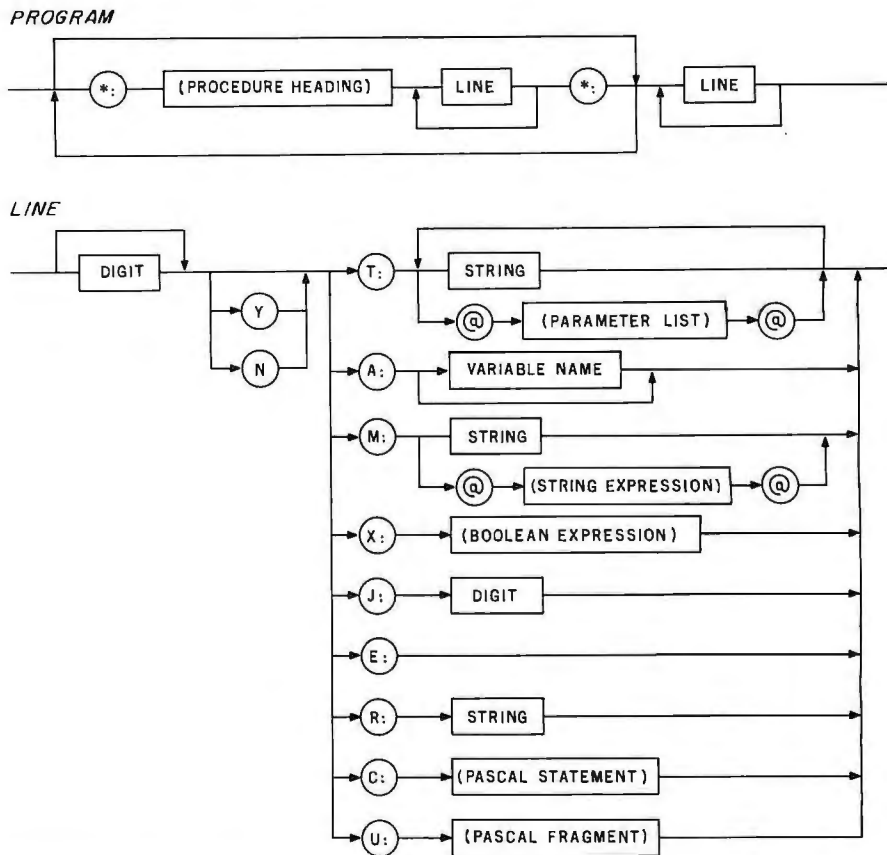 PROGRAM
*: (PROCEDURE HEADING) LINE *: LINE
LINE
DIGIT
Y
N
T: STRING
@ (PARAMETER LIST) @
A: VARIABLE NAME
M: STRING
@ (STRING EXPRESSION) @
X: (BOOLEAN EXPRESSION)
J: DIGIT
E:
R: STRING
C: (PASCAL STATEMENT)
U: (PASCAL FRAGMENT)